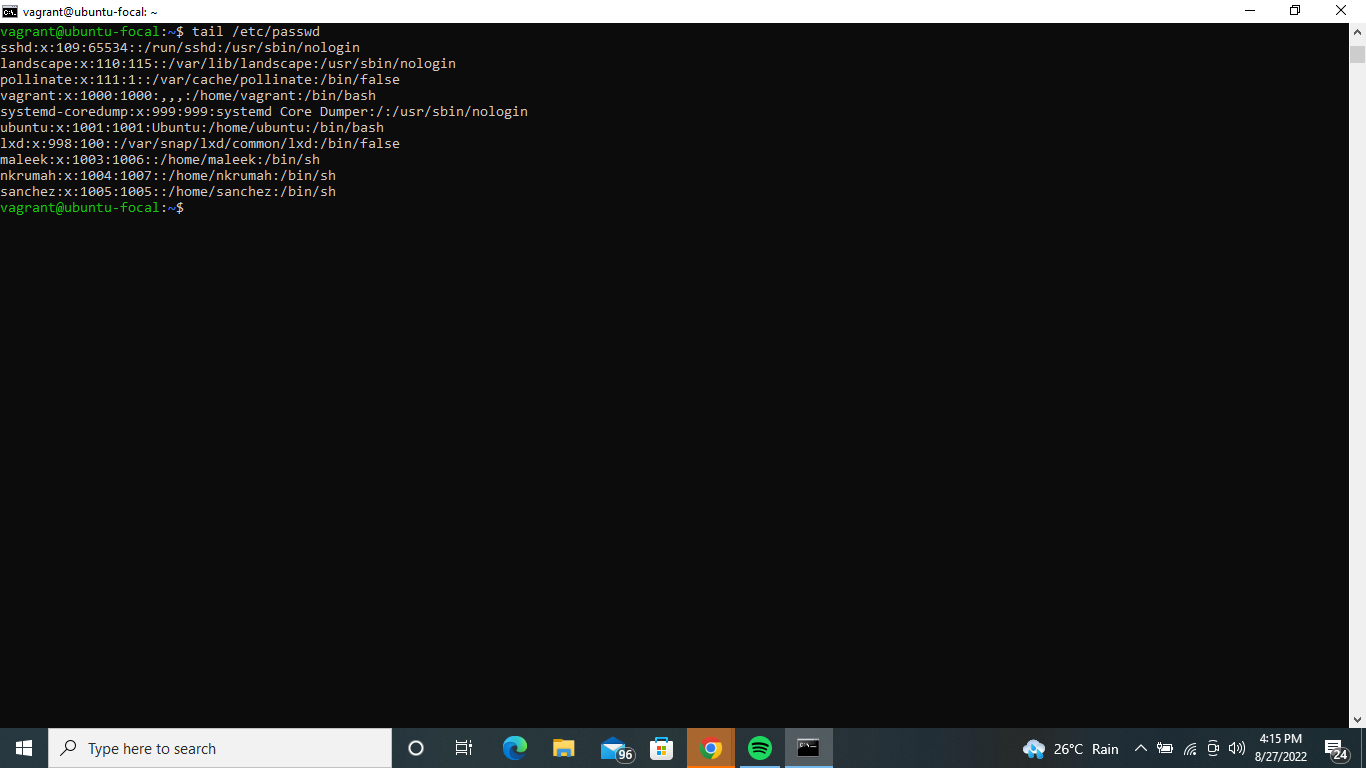 vagrant@ubuntu-focal: ~
vagrant@ubuntu-focal:~$ tail /etc/passwd
sshd:x:109:65534::/run/sshd:/usr/sbin/nologin
landscape:x:110:115::/var/lib/landscape:/usr/sbin/nologin
pollinate:x:111:1::/var/cache/pollinate:/bin/false
vagrant:x:1000:1000:,,,:/home/vagrant:/bin/bash
systemd-coredump:x:999:999:systemd Core Dumper:/:/usr/sbin/nologin
ubuntu:x:1001:1001:Ubuntu:/home/ubuntu:/bin/bash
lxd:x:998:100::/var/snap/lxd/common/lxd:/bin/false
maleek:x:1003:1006::/home/maleek:/bin/sh
nkrumah:x:1004:1007::/home/nkrumah:/bin/sh
sanchez:x:1005:1005::/home/sanchez:/bin/sh
vagrant@ubuntu-focal:~$
Type here to search
96
26°C Rain
4:15 PM
8/27/2022
24